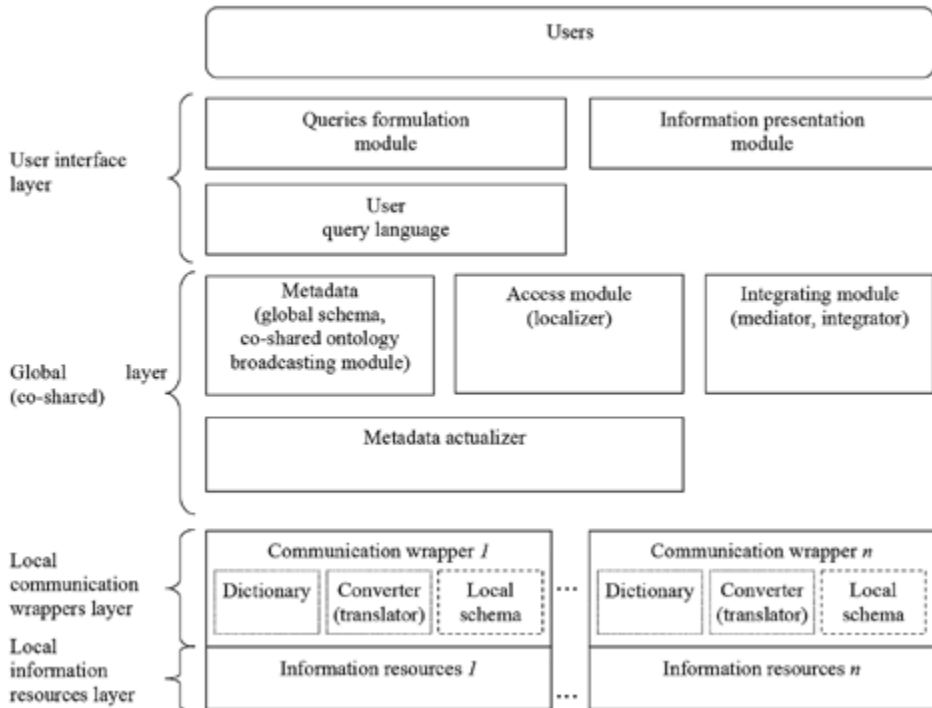 Users
User interface
layer
Queries formulation
module
Information presentation
module
User
query language
Global layer
(co-shared)
Metadata
(global schema,
co-shared ontology
broadcasting module)
Access module
(localizer)
Integrating module
(mediator, integrator)
Metadata actualizer
Local
communication
wrappers layer
Communication wrapper 1
Dictionary
Converter
(translator)
Local
schema
...
Communication wrapper n
Dictionary
Converter
(translator)
Local
schema
Local
information
resources layer
Information resources 1
...
Information resources n